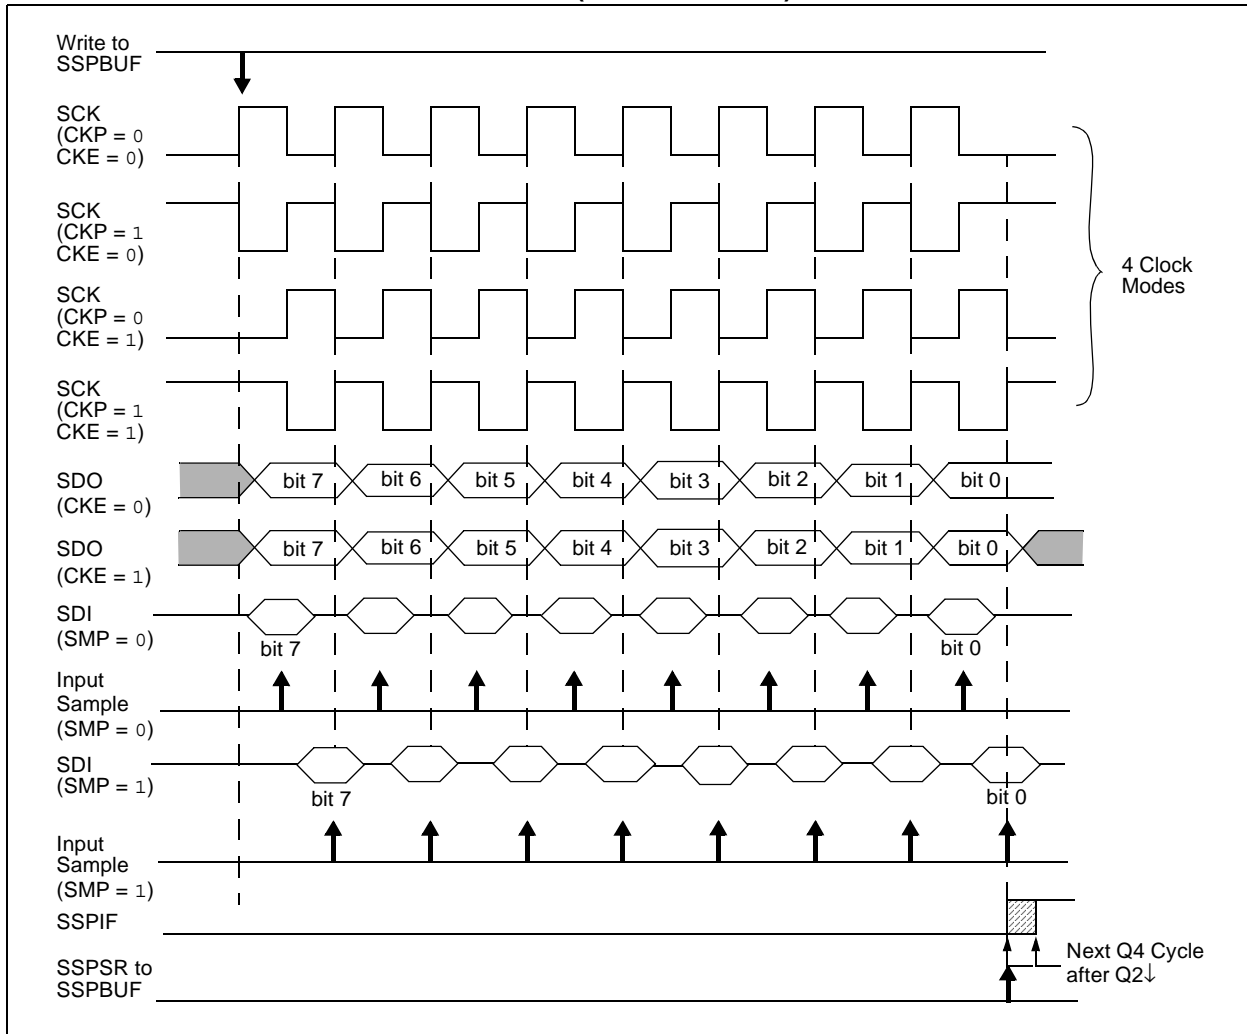 Write to
SSPBUF
SCK
(CKP = 0
CKE = 0)
SCK
(CKP = 1
CKE = 0)
SCK
(CKP = 0
CKE = 1)
SCK
(CKP = 1
CKE = 1)
4 Clock
Modes
SDO
(CKE = 0)
bit 7 bit 6 bit 5 bit 4 bit 3 bit 2 bit 1 bit 0
SDO
(CKE = 1)
bit 7 bit 6 bit 5 bit 4 bit 3 bit 2 bit 1 bit 0
SDI
(SMP = 0)
bit 7 bit 0
Input
Sample
(SMP = 0)
SDI
(SMP = 1)
bit 7 bit 0
Input
Sample
(SMP = 1)
SSPIF
Next Q4 Cycle
after Q2↓
SSPSR to
SSPBUF